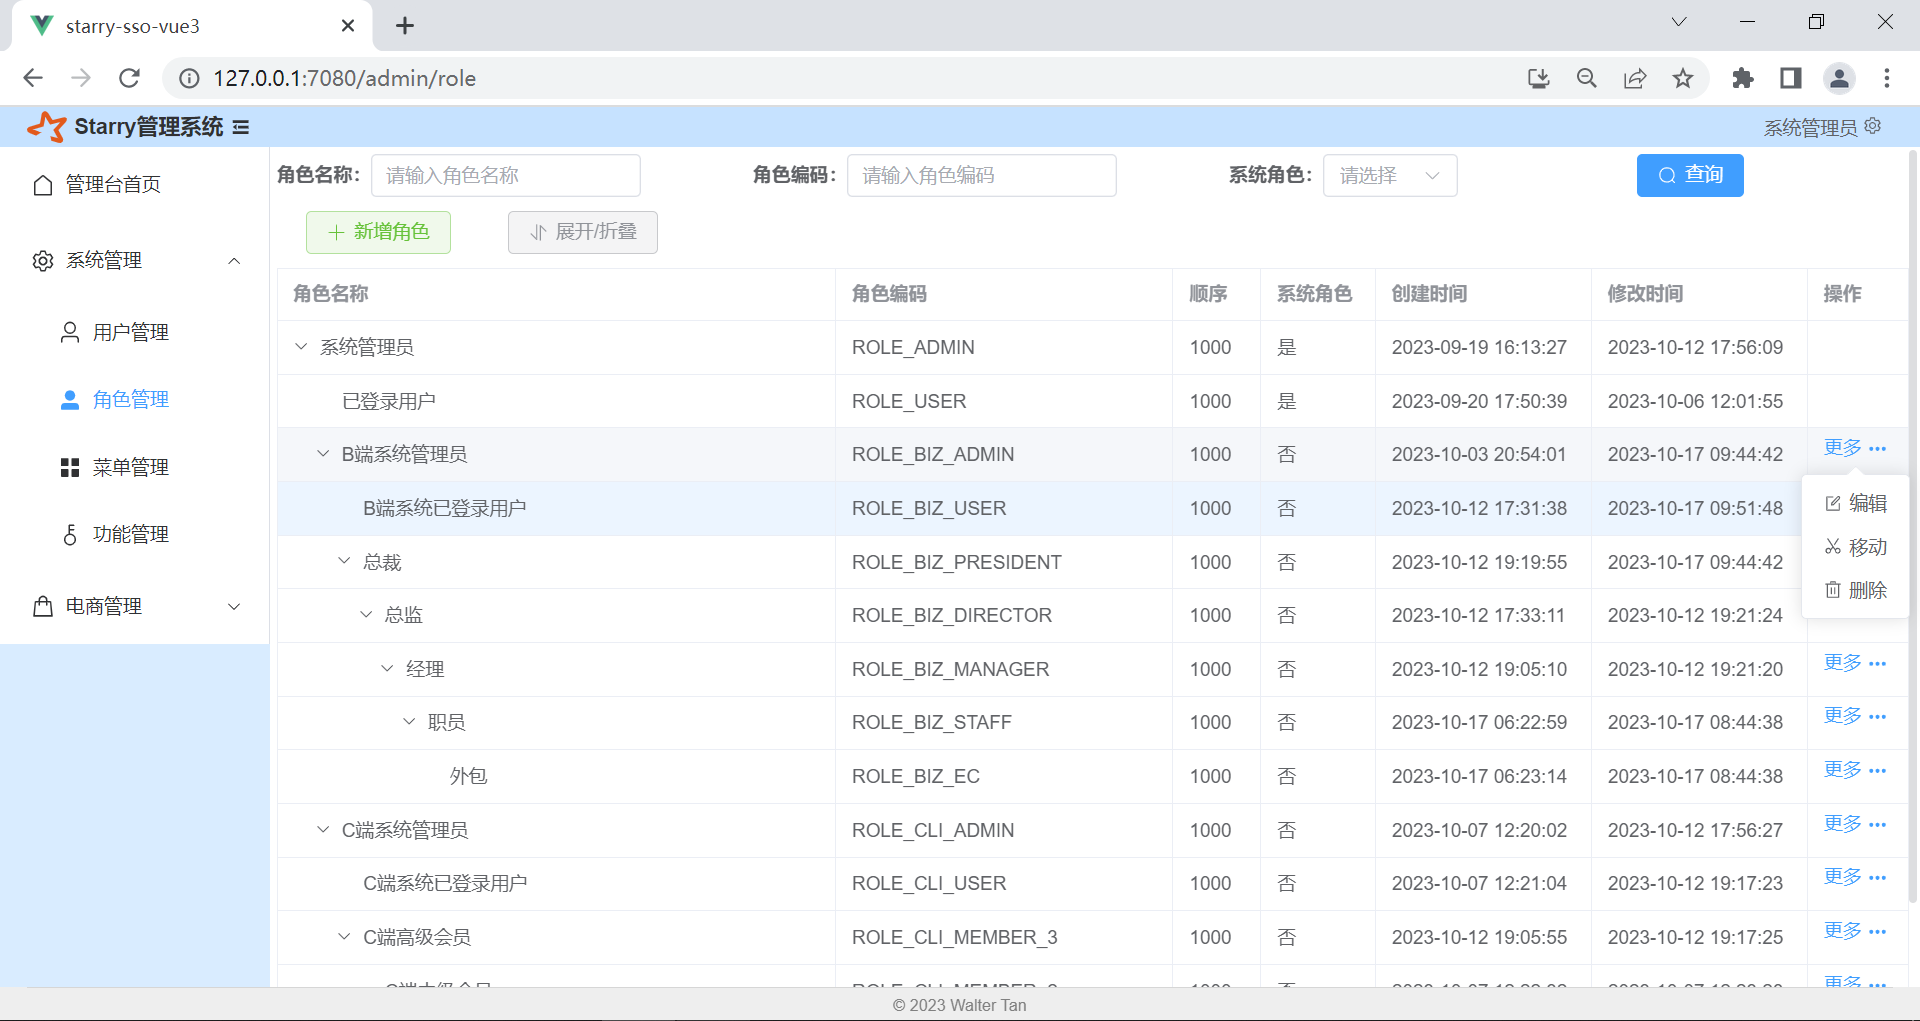 starry-sso-vue3
127.0.0.1:7080/admin/role
Starry管理系统
系统管理员
管理台首页
系统管理
用户管理
角色管理
菜单管理
功能管理
电商管理
角色名称： 请输入角色名称 角色编码： 请输入角色编码 系统角色： 请选择 查询
新增角色 展开/折叠
角色名称 角色编码 顺序 系统角色 创建时间 修改时间 操作
系统管理员 ROLE_ADMIN 1000 是 2023-09-19 16:13:27 2023-10-12 17:56:09
已登录用户 ROLE_USER 1000 是 2023-09-20 17:50:39 2023-10-06 12:01:55
B端系统管理员 ROLE_BIZ_ADMIN 1000 否 2023-10-03 20:54:01 2023-10-17 09:44:42 更多
B端系统已登录用户 ROLE_BIZ_USER 1000 否 2023-10-12 17:31:38 2023-10-17 09:51:48
编辑
移动
删除
总裁 ROLE_BIZ_PRESIDENT 1000 否 2023-10-12 19:19:55 2023-10-17 09:44:42
总监 ROLE_BIZ_DIRECTOR 1000 否 2023-10-12 17:33:11 2023-10-12 19:21:24
经理 ROLE_BIZ_MANAGER 1000 否 2023-10-12 19:05:10 2023-10-12 19:21:20 更多
职员 ROLE_BIZ_STAFF 1000 否 2023-10-17 06:22:59 2023-10-17 08:44:38 更多
外包 ROLE_BIZ_EC 1000 否 2023-10-17 06:23:14 2023-10-17 08:44:38 更多
C端系统管理员 ROLE_CLI_ADMIN 1000 否 2023-10-07 12:20:02 2023-10-12 17:56:27 更多
C端系统已登录用户 ROLE_CLI_USER 1000 否 2023-10-07 12:21:04 2023-10-12 19:17:23 更多
C端高级会员 ROLE_CLI_MEMBER_3 1000 否 2023-10-12 19:05:55 2023-10-12 19:17:25 更多
© 2023 Walter Tan